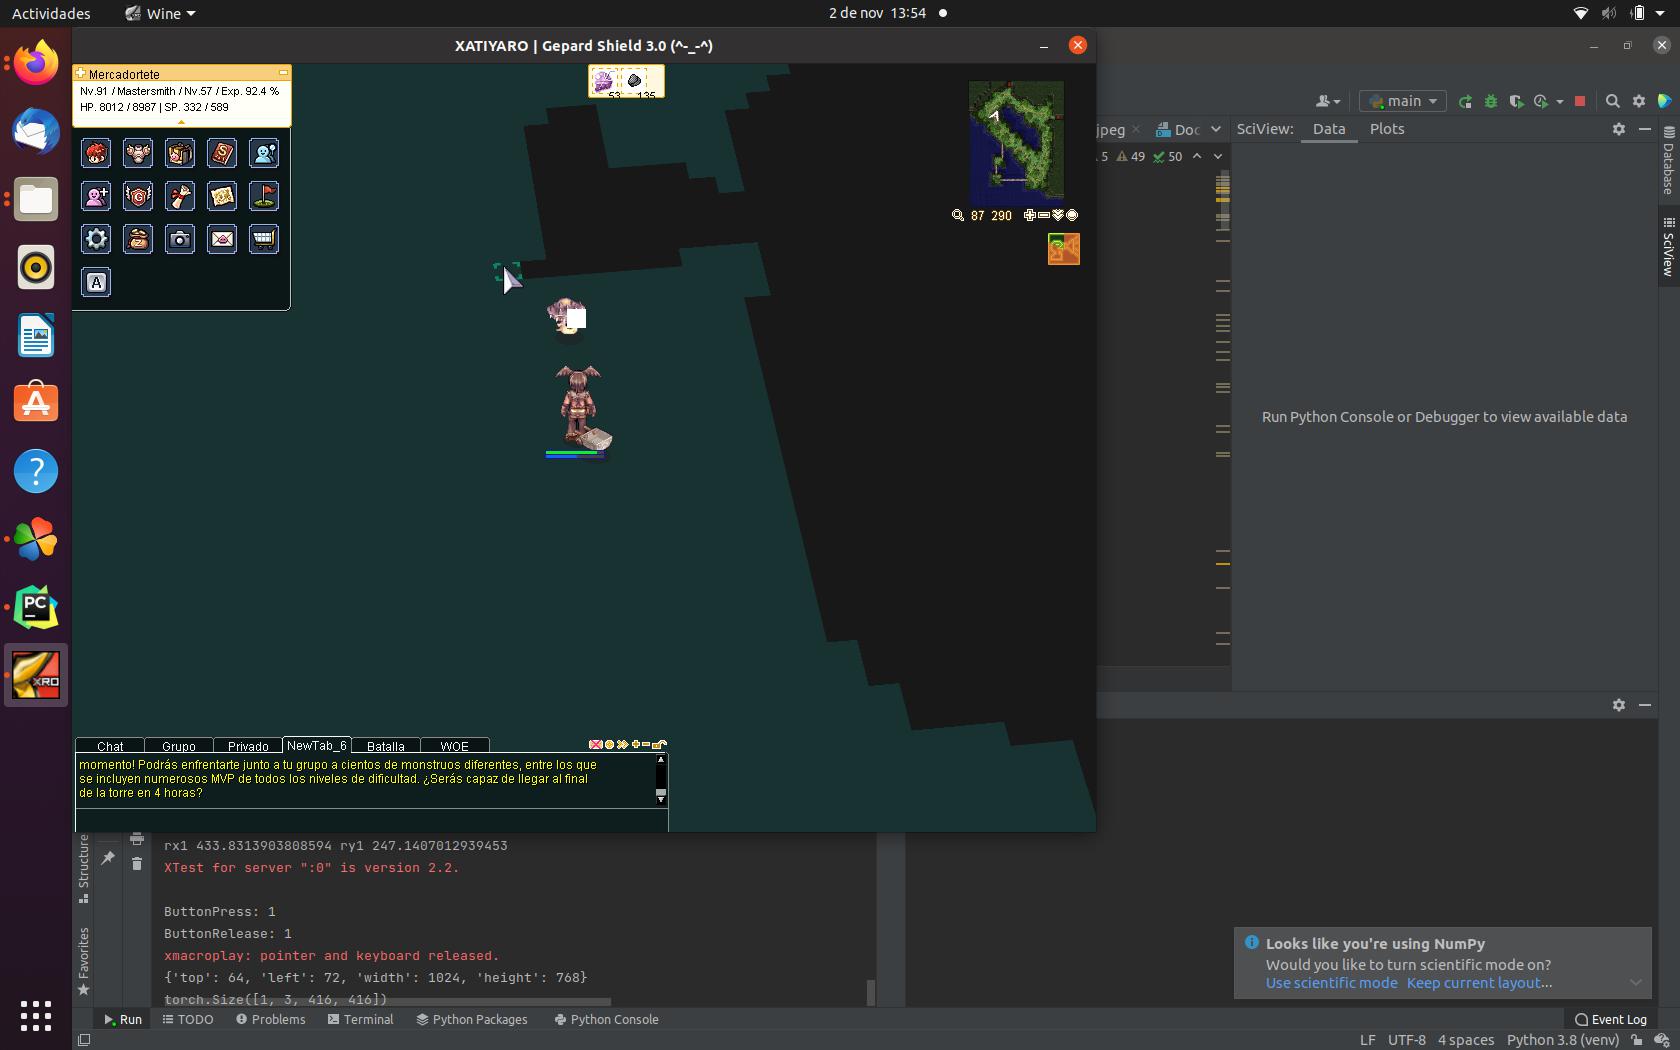 Actividades
Wine
2 de nov 13:54
XATIYARO | Gepard Shield 3.0 (^-_-^)
Mercadortete
Nv.91 / Mastersmith / Nv.57 / Exp. 92.4 %
HP. 8012 / 8987 | SP. 332 / 589
53 135
87 290
A
main
jpeg
Doc
SciView:
Data
Plots
5
49
50
Database
SciView
Run Python Console or Debugger to view available data
PC
XRO
Chat
Grupo
Privado
NewTab_6
Batalla
WOE
momento! Podrás enfrentarte junto a tu grupo a cientos de monstruos diferentes, entre los que
se incluyen numerosos MVP de todos los niveles de dificultad. ¿Serás capaz de llegar al final
de la torre en 4 horas?
Structure
Favorites
rx1 433.8313903808594 ry1 247.1407012939453
XTest for server ":0" is version 2.2.
ButtonPress: 1
ButtonRelease: 1
xmacroplay: pointer and keyboard released.
{'top': 64, 'left': 72, 'width': 1024, 'height': 768}
torch.Size([1, 3, 416, 416])
Looks like you're using NumPy
Would you like to turn scientific mode on?
Use scientific mode Keep current layout...
Run
TODO
Problems
Terminal
Python Packages
Python Console
Event Log
LF UTF-8 4 spaces Python 3.8 (venv)